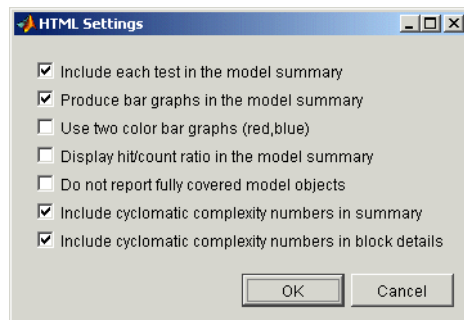 HTML Settings
Include each test in the model summary
Produce bar graphs in the model summary
Use two color bar graphs (red,blue)
Display hit/count ratio in the model summary
Do not report fully covered model objects
Include cyclomatic complexity numbers in summary
Include cyclomatic complexity numbers in block details
OK Cancel